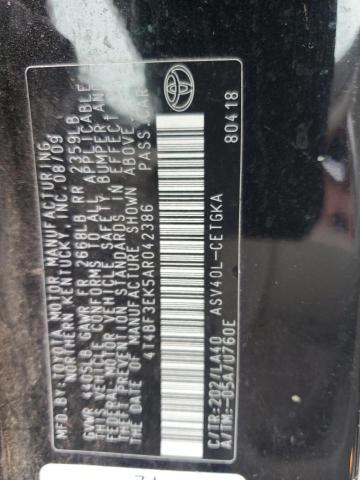 MFD.BY: TOYOTA MOTOR MANUFACTURING,
NORTHERN KENTUCKY, INC. 08/09
GVWR 4405LB GAWR FR 2668LB RR 2359LB
THIS VEHICLE CONFORMS TO ALL APPLICABLE
FEDERAL MOTOR VEHICLE SAFETY, BUMPER AND
THEFT PREVENTION STANDARDS IN EFFECT ON
THE DATE OF MANUFACTURE SHOWN ABOVE.
4T4BF3EK5AR042386 PASS.CAR
ASV40L-CETGKA
C/TR:202/LA40
A/TM:-05A/U760E
80418